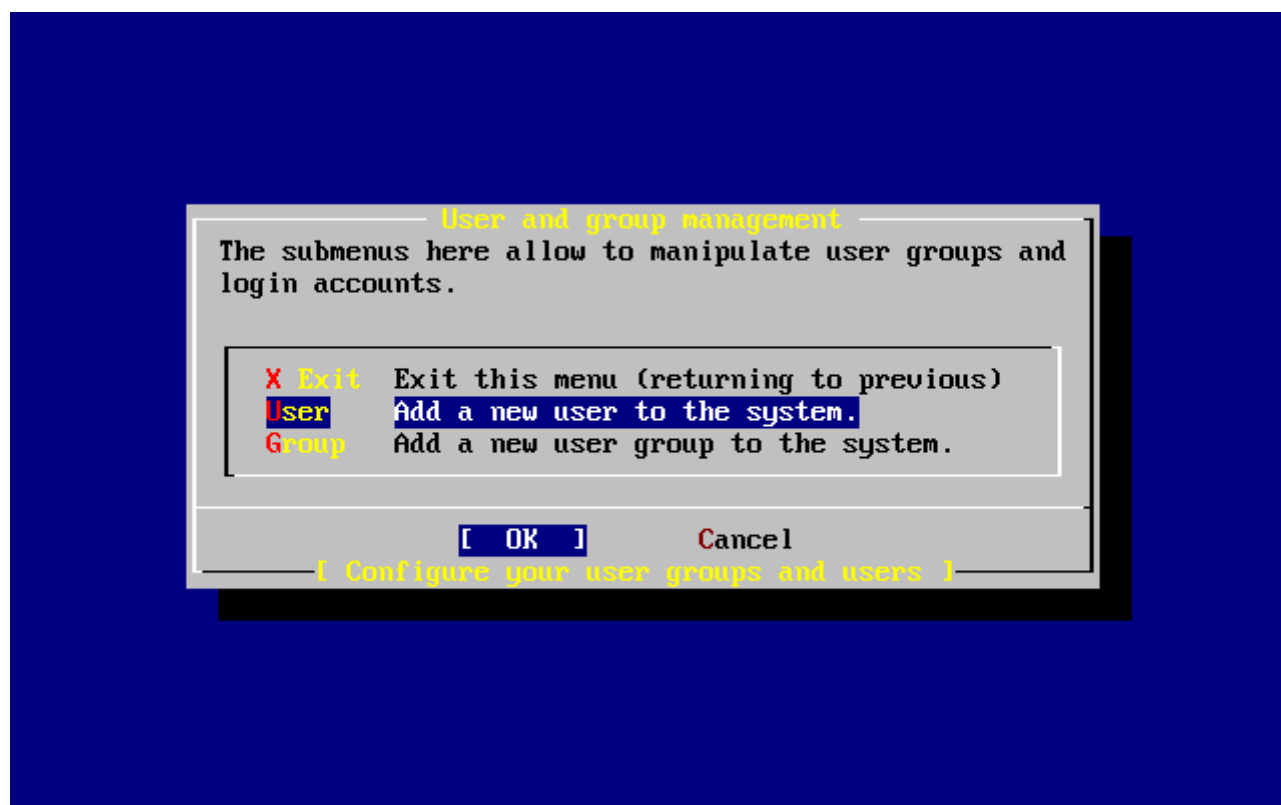 User and group management
The submenus here allow to manipulate user groups and
login accounts.
X Exit Exit this menu (returning to previous)
User Add a new user to the system.
Group Add a new user group to the system.
[ OK ] Cancel
[ Configure your user groups and users ]